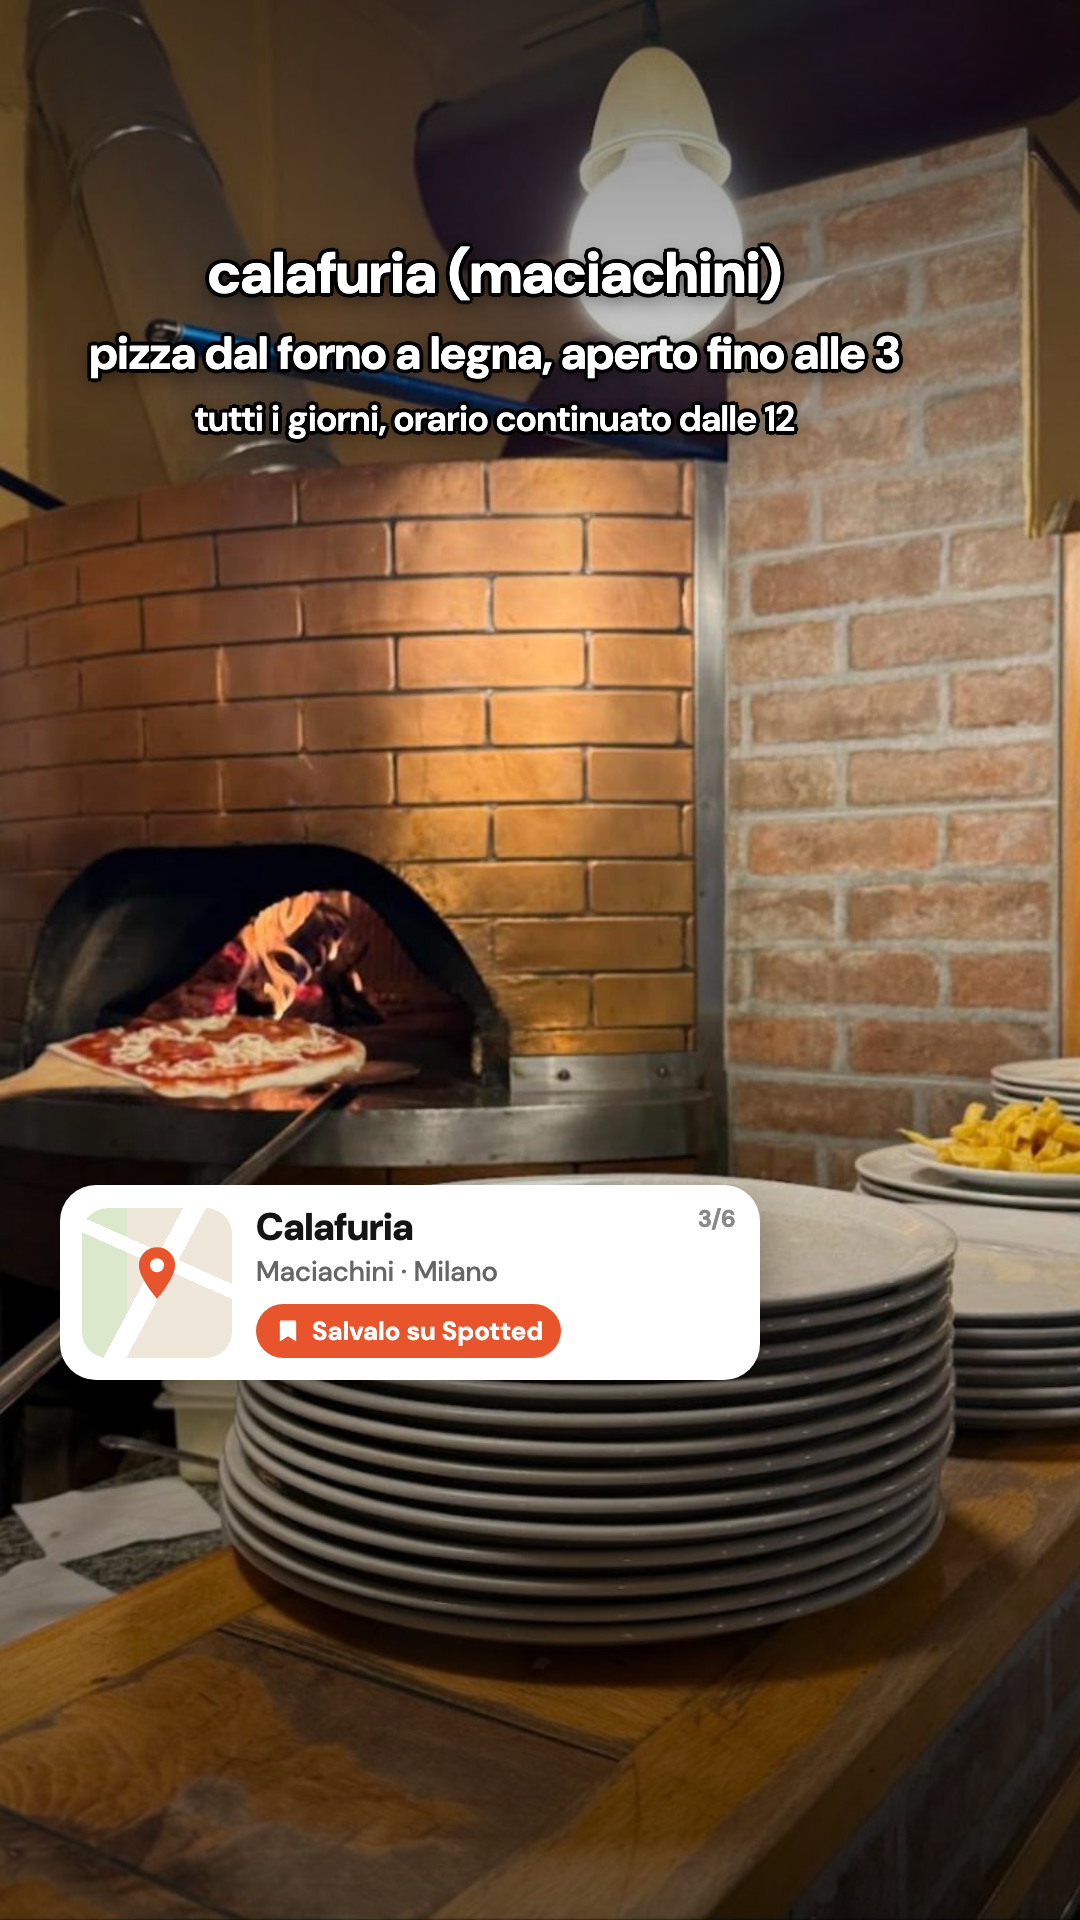 calafuria (maciachini)
pizza dal forno a legna, aperto fino alle 3
tutti i giorni, orario continuato dalle 12
Calafuria
3/6
Maciachini · Milano
Salvalo su Spotted